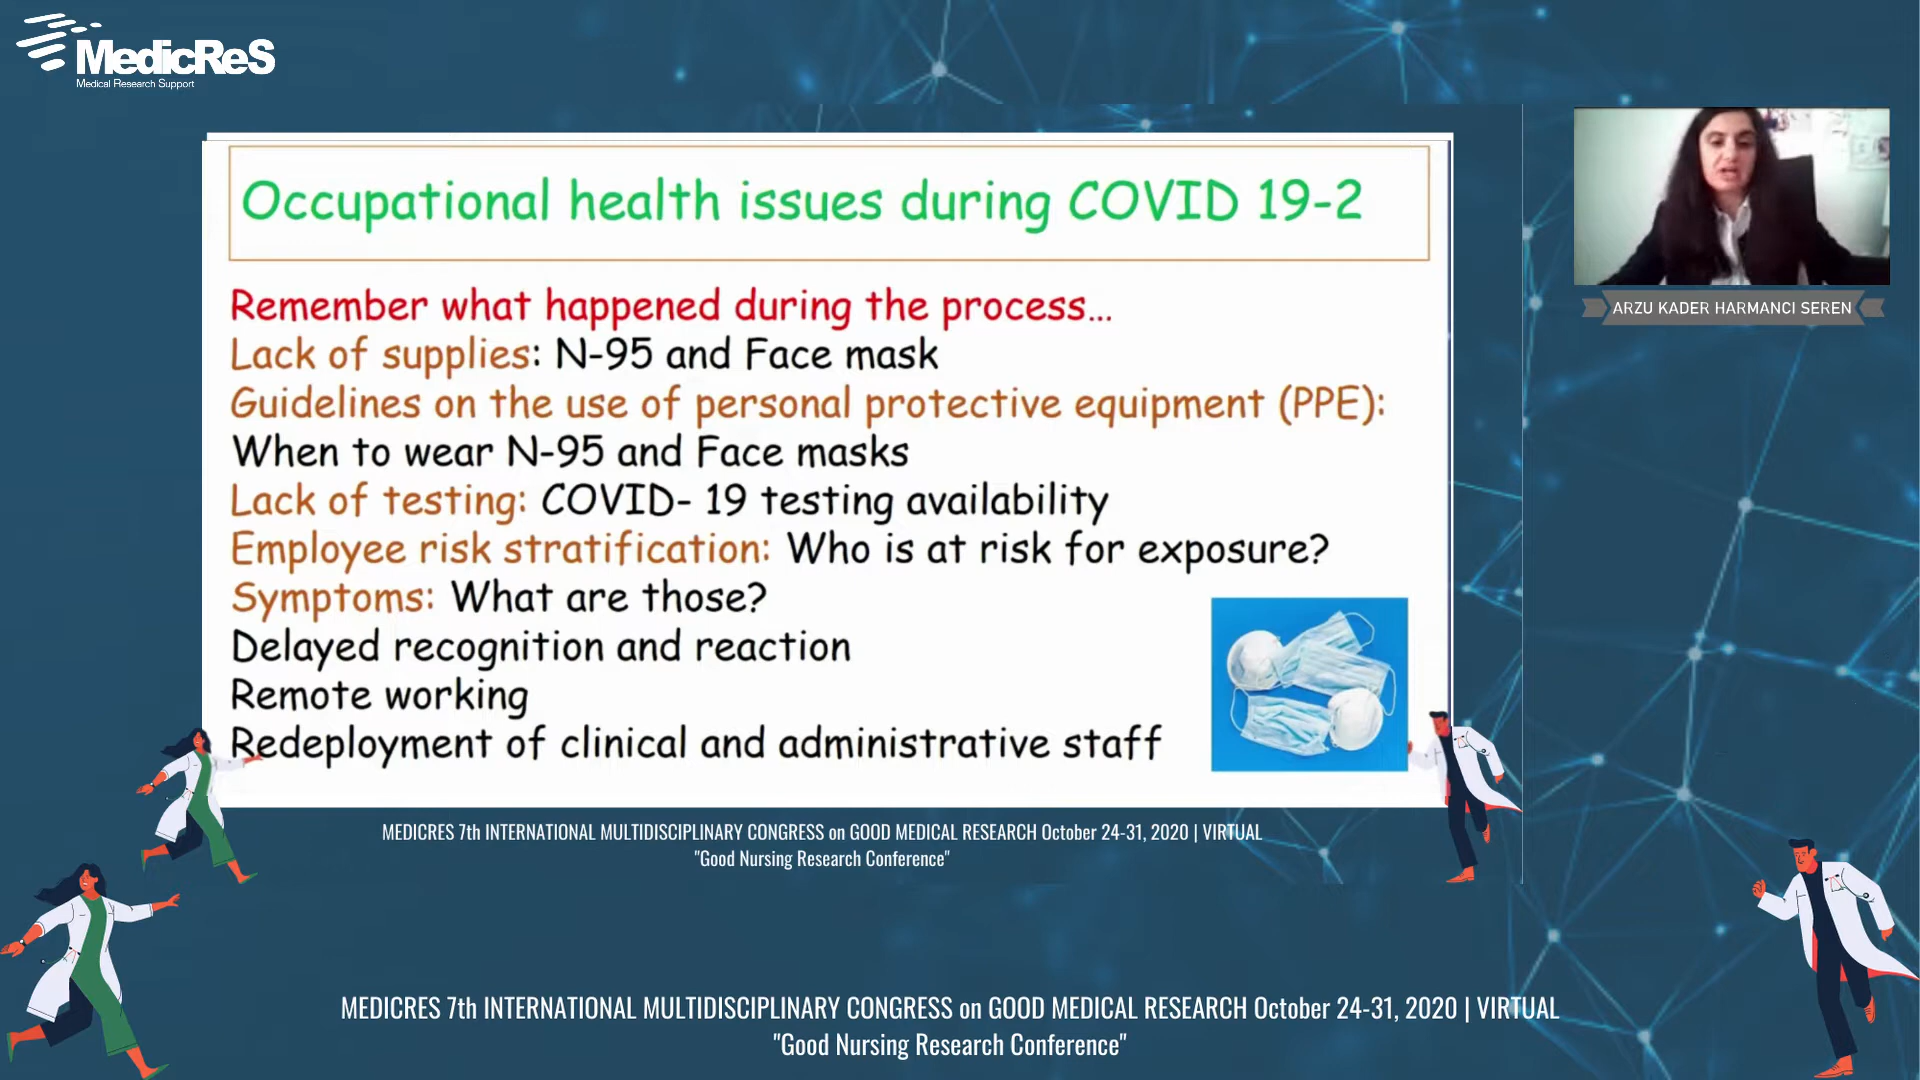 MedicReS
Medical Research Support
Occupational health issues during COVID 19-2
Remember what happened during the process...
Lack of supplies: N-95 and Face mask
Guidelines on the use of personal protective equipment (PPE):
When to wear N-95 and Face masks
Lack of testing: COVID- 19 testing availability
Employee risk stratification: Who is at risk for exposure?
Symptoms: What are those?
Delayed recognition and reaction
Remote working
Redeployment of clinical and administrative staff
ARZU KADER HARMANCI SEREN
MEDICRES 7th INTERNATIONAL MULTIDISCIPLINARY CONGRESS on GOOD MEDICAL RESEARCH October 24-31, 2020 | VIRTUAL
"Good Nursing Research Conference"
MEDICRES 7th INTERNATIONAL MULTIDISCIPLINARY CONGRESS on GOOD MEDICAL RESEARCH October 24-31, 2020 | VIRTUAL
"Good Nursing Research Conference"